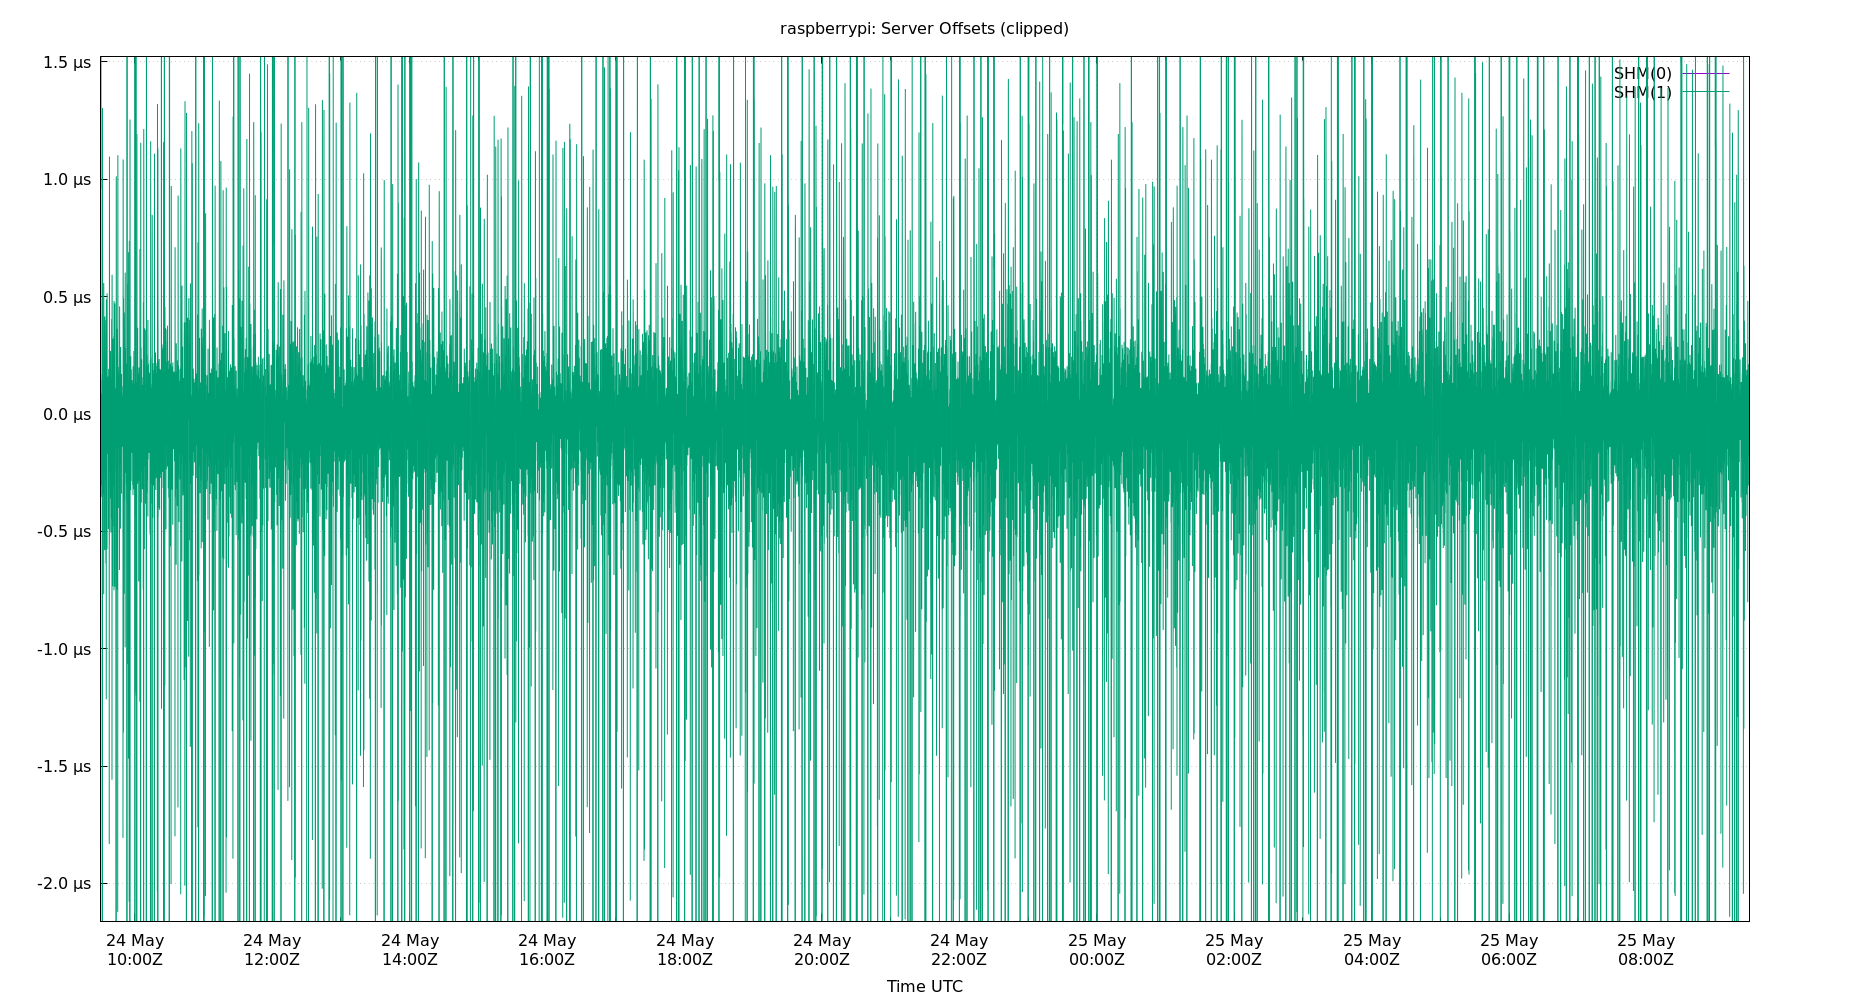 raspberrypi: Server Offsets (clipped)
1.5 µs
1.0 µs
0.5 µs
0.0 µs
-0.5 µs
-1.0 µs
-1.5 µs
-2.0 µs
SHM(0)
SHM(1)
24 May 24 May 24 May 24 May 24 May 24 May 24 May 25 May 25 May 25 May 25 May 25 May
10:00Z 12:00Z 14:00Z 16:00Z 18:00Z 20:00Z 22:00Z 00:00Z 02:00Z 04:00Z 06:00Z 08:00Z
Time UTC